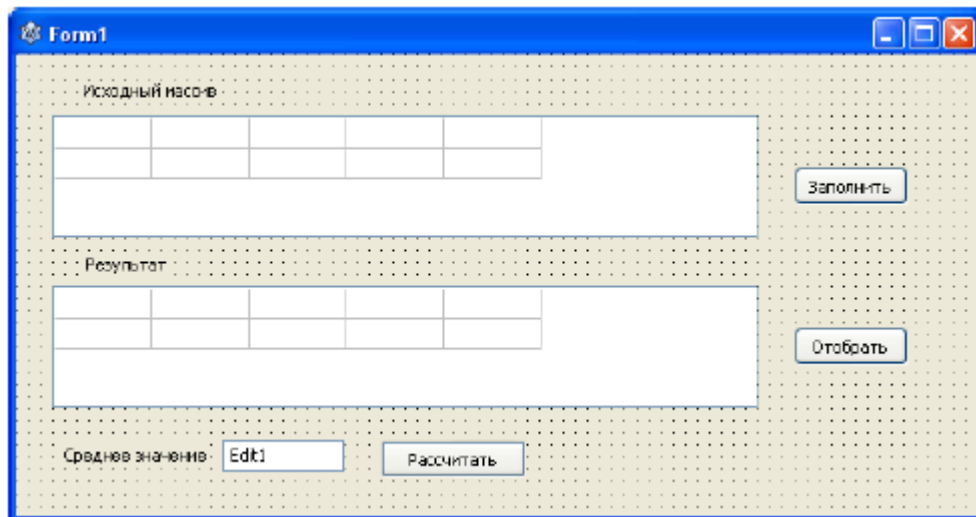 Form1
Исходный массив
Заполнить
Результат
Отобрать
Среднее значение Edit1 Рассчитать